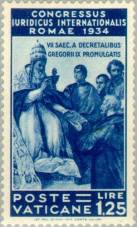 CONGRESSUS
IURIDICUS INTERNATIONALIS
ROMAE 1934
VII SAEC. A DECRETALIBUS
GREGORII IX PROMULGATIS
POSTE = LIRE
VATICANE 1,25